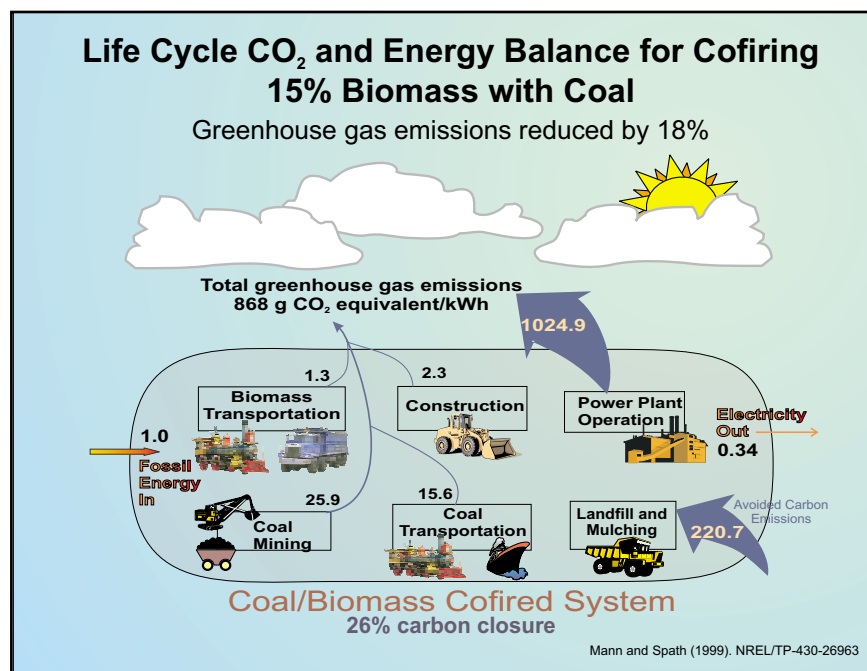 Life Cycle CO₂ and Energy Balance for Cofiring
15% Biomass with Coal
Greenhouse gas emissions reduced by 18%
Total greenhouse gas emissions
868 g CO₂ equivalent/kWh
1024.9
1.3
2.3
Biomass
Transportation
Construction
Power Plant
Operation
Electricity
Out
0.34
1.0
Fossil
Energy
In
25.9
15.6
Coal
Mining
Coal
Transportation
Landfill and
Mulching
Avoided Carbon
Emissions
220.7
Coal/Biomass Cofired System
26% carbon closure
Mann and Spath (1999). NREL/TP-430-26963